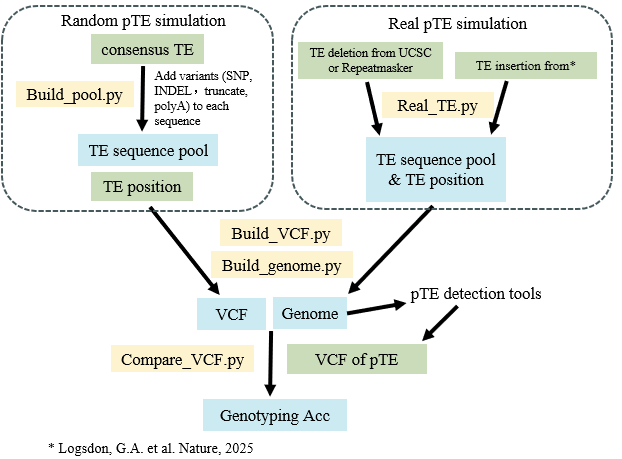 Random pTE simulation
consensus TE
Build_pool.py
Add variants (SNP,
INDEL，truncate,
polyA) to each
sequence
TE sequence pool
TE position
Real pTE simulation
TE deletion from UCSC
or Repeatmasker
TE insertion from*
Real_TE.py
TE sequence pool
& TE position
Build_VCF.py
Build_genome.py
VCF
Genome
pTE detection tools
Compare_VCF.py
VCF of pTE
Genotyping Acc
* Logsdon, G.A. et al. Nature, 2025